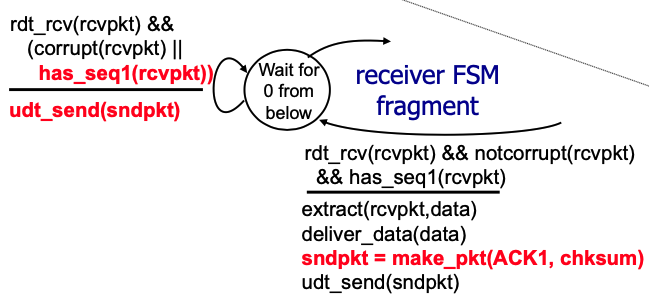 rdt_rcv(rcvpkt) &&
(corrupt(rcvpkt) ||
has_seq1(rcvpkt))
udt_send(sndpkt)
Wait for
0 from
below
receiver FSM
fragment
rdt_rcv(rcvpkt) && notcorrupt(rcvpkt)
&& has_seq1(rcvpkt)
extract(rcvpkt,data)
deliver_data(data)
sndpkt = make_pkt(ACK1, chksum)
udt_send(sndpkt)